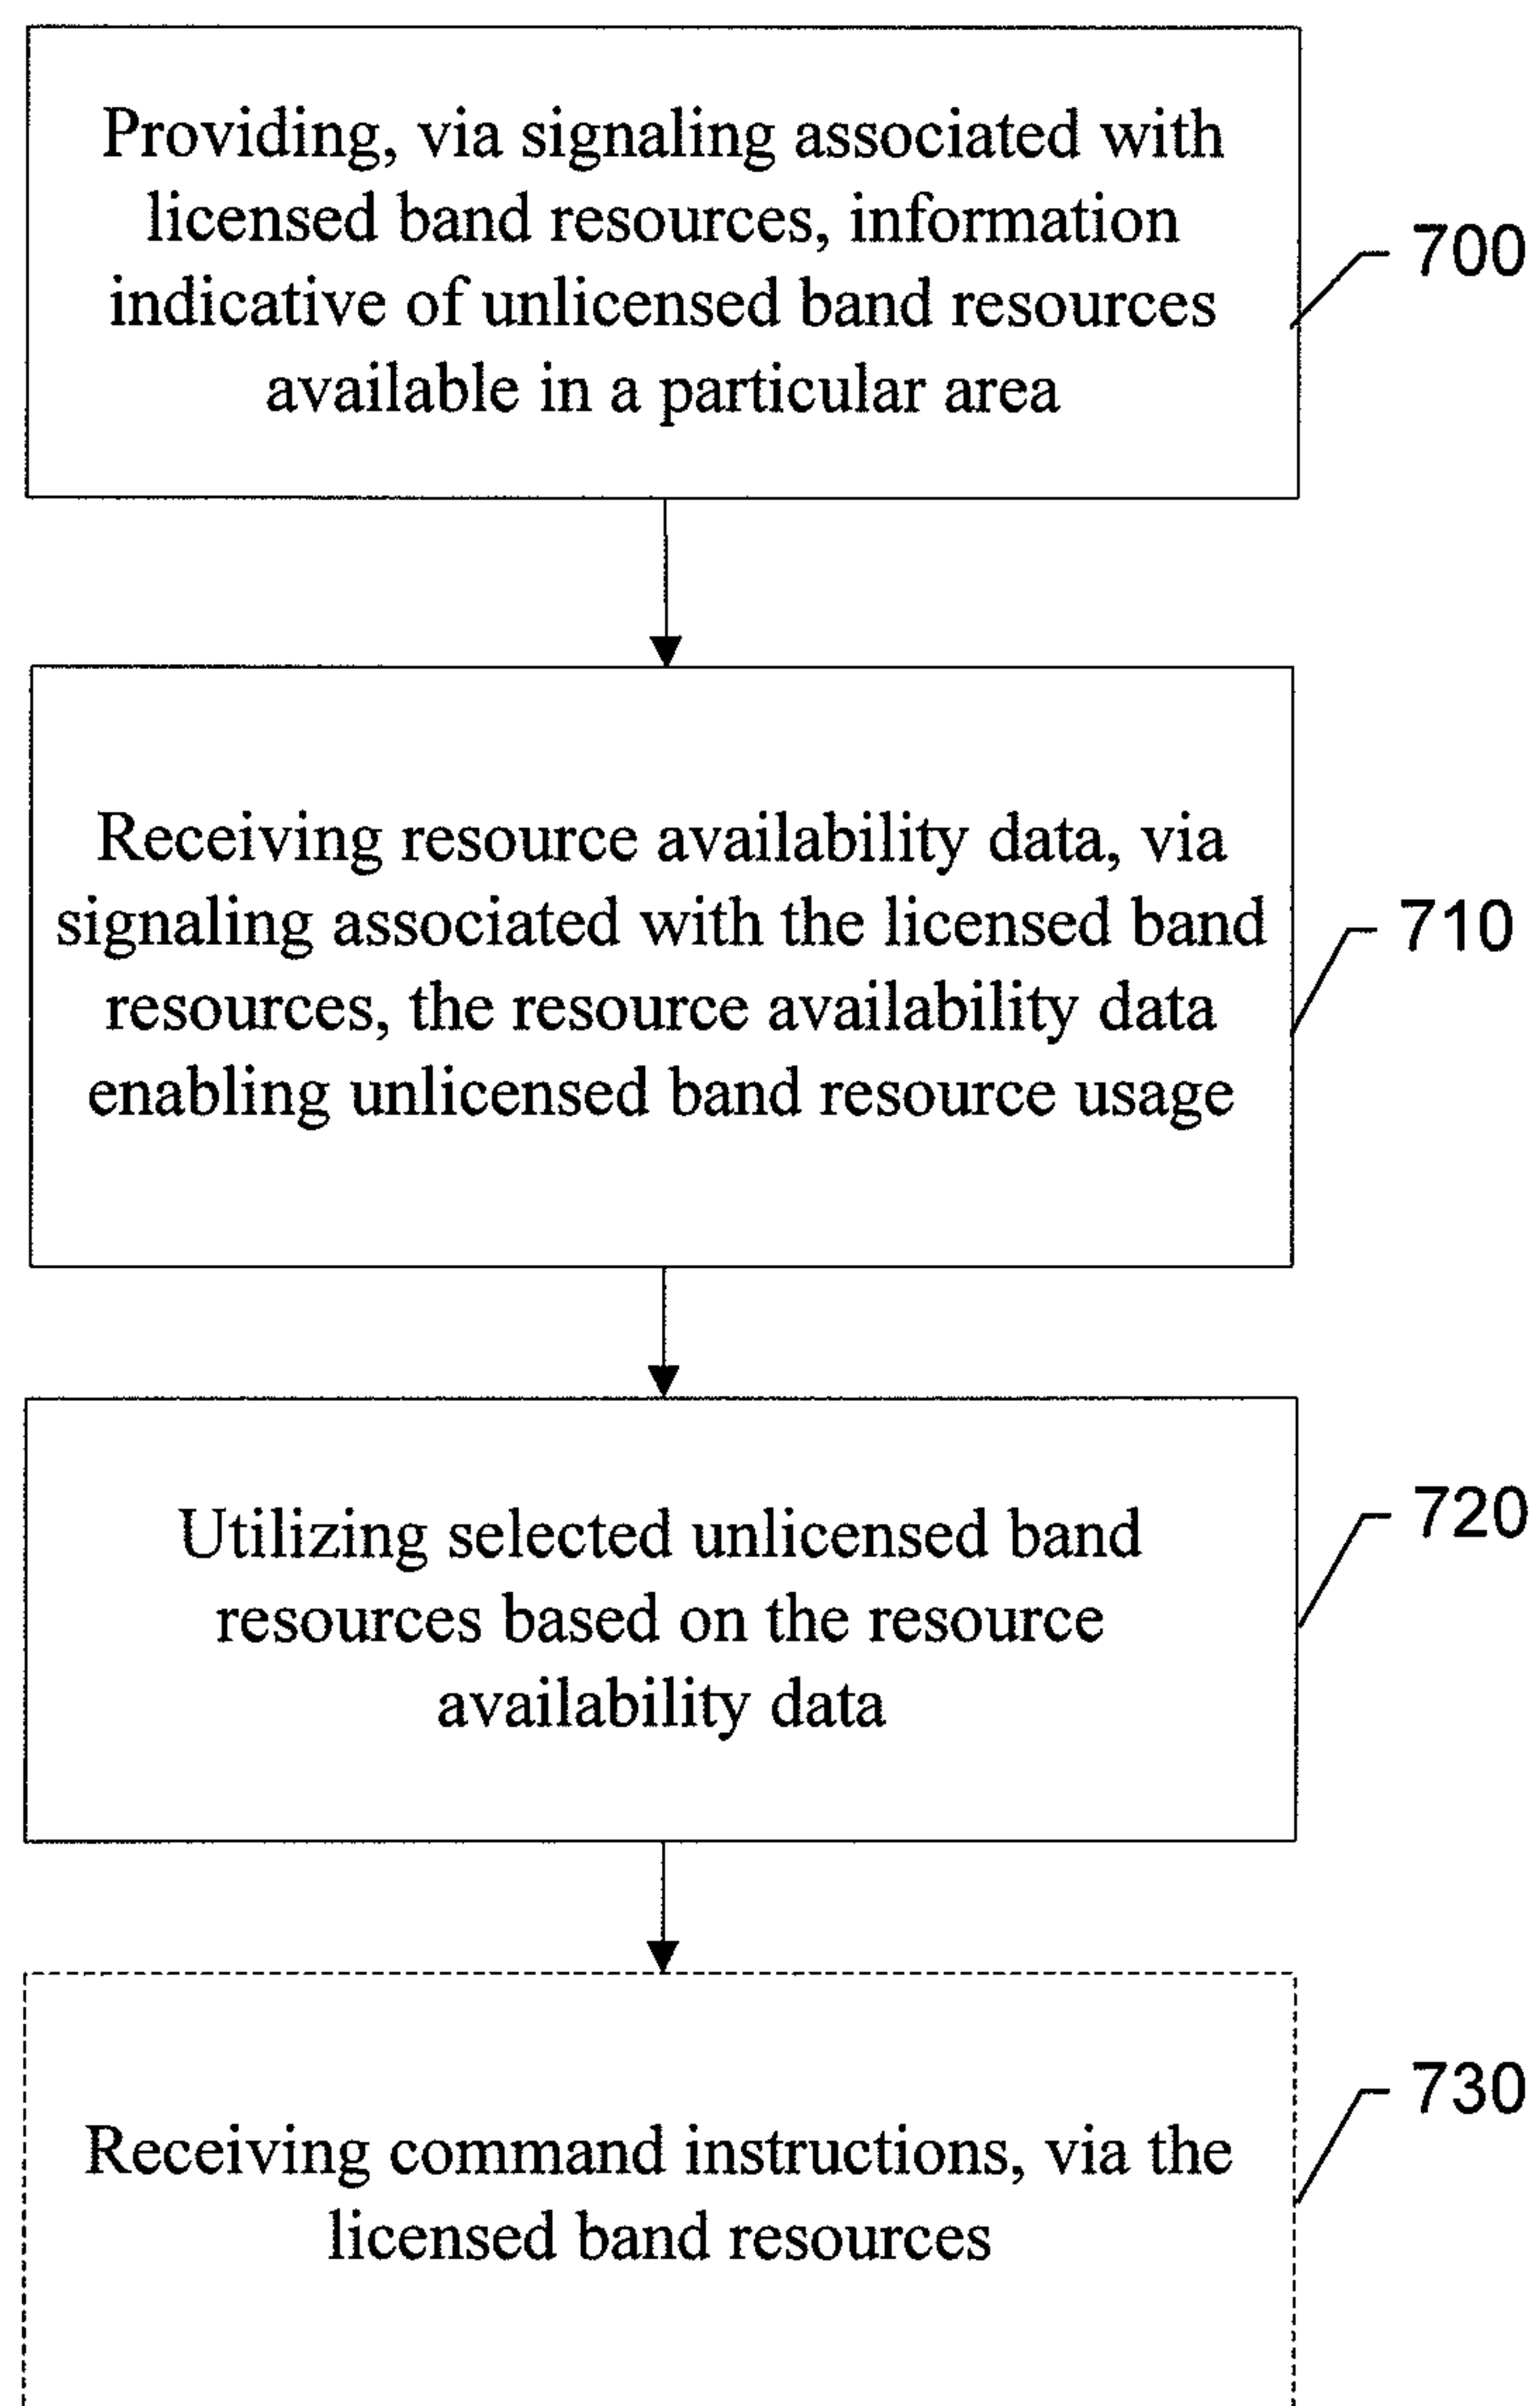 Providing, via signaling associated with
licensed band resources, information
indicative of unlicensed band resources
available in a particular area
700
Receiving resource availability data, via
signaling associated with the licensed band
resources, the resource availability data
enabling unlicensed band resource usage
710
Utilizing selected unlicensed band
resources based on the resource
availability data
720
Receiving command instructions, via the
licensed band resources
730